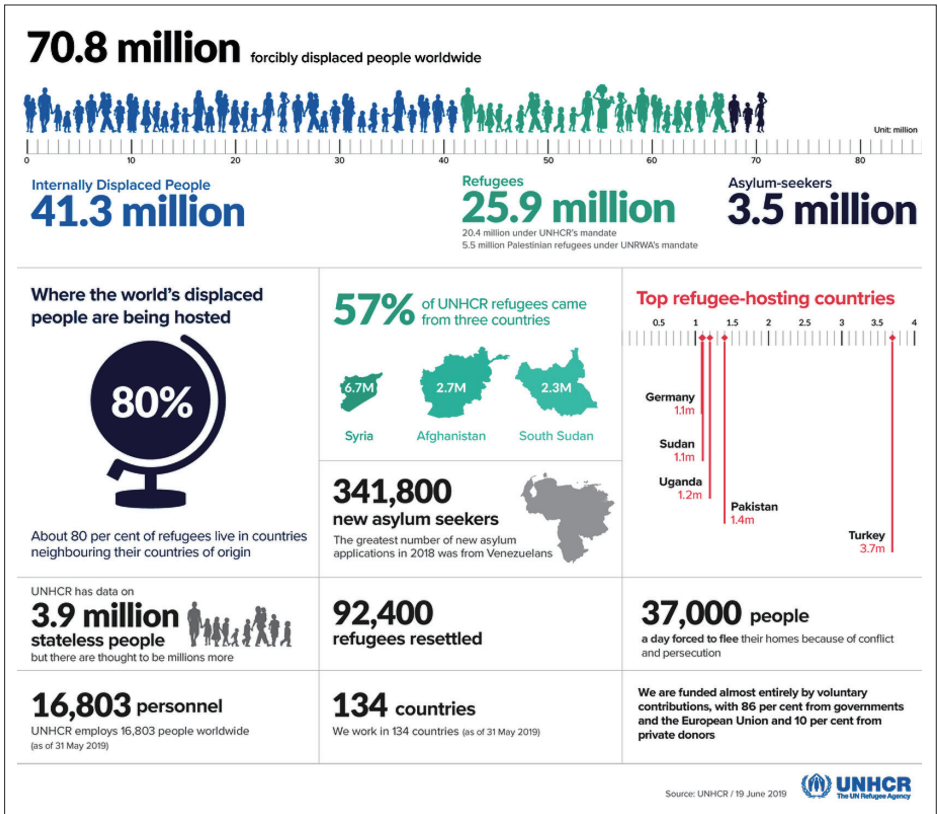 70.8 million forcibly displaced people worldwide
Unit: million
0 10 20 30 40 50 60 70 80
Internally Displaced People
41.3 million
Refugees
25.9 million
20.4 million under UNHCR's mandate
5.5 million Palestinian refugees under UNRWA's mandate
Asylum-seekers
3.5 million
Where the world's displaced
people are being hosted
80%
About 80 per cent of refugees live in countries
neighbouring their countries of origin
57% of UNHCR refugees came
from three countries
6.7M
2.7M
2.3M
Syria
Afghanistan
South Sudan
341,800
new asylum seekers
The greatest number of new asylum
applications in 2018 was from Venezuelans
Top refugee-hosting countries
0.5 1 1.5 2 2.5 3 3.5 4
Germany
1.1m
Sudan
1.1m
Uganda
1.2m
Pakistan
1.4m
Turkey
3.7m
UNHCR has data on
3.9 million
stateless people
but there are thought to be millions more
92,400
refugees resettled
37,000 people
a day forced to flee their homes because of conflict
and persecution
16,803 personnel
UNHCR employs 16,803 people worldwide
(as of 31 May 2019)
134 countries
We work in 134 countries (as of 31 May 2019)
We are funded almost entirely by voluntary
contributions, with 86 per cent from governments
and the European Union and 10 per cent from
private donors
Source: UNHCR / 19 June 2019
UNHCR
The UN Refugee Agency